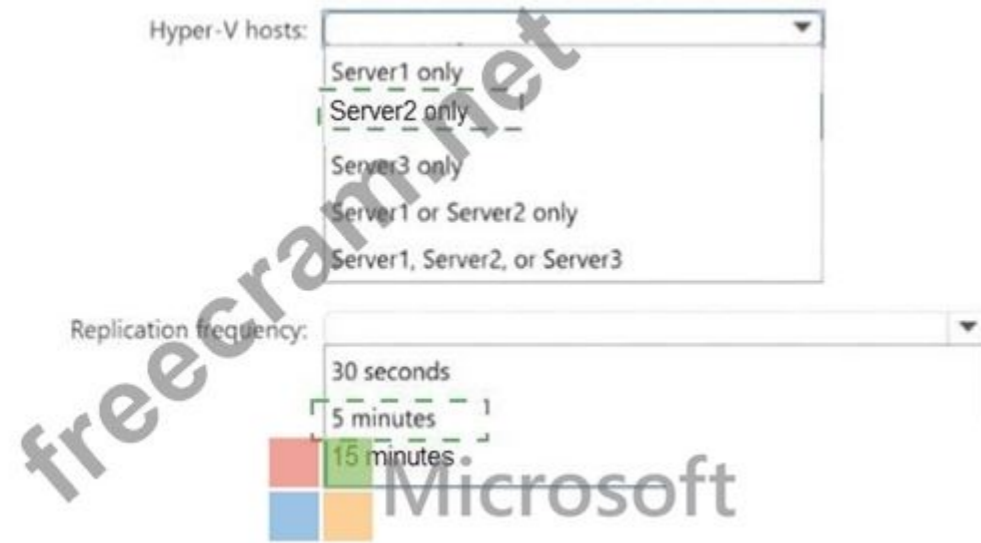 Hyper-V hosts:
Server1 only
Server2 only
Server3 only
Server1 or Server2 only
Server1, Server2, or Server3
Replication frequency:
30 seconds
5 minutes
15 minutes
Microsoft
freecram.net